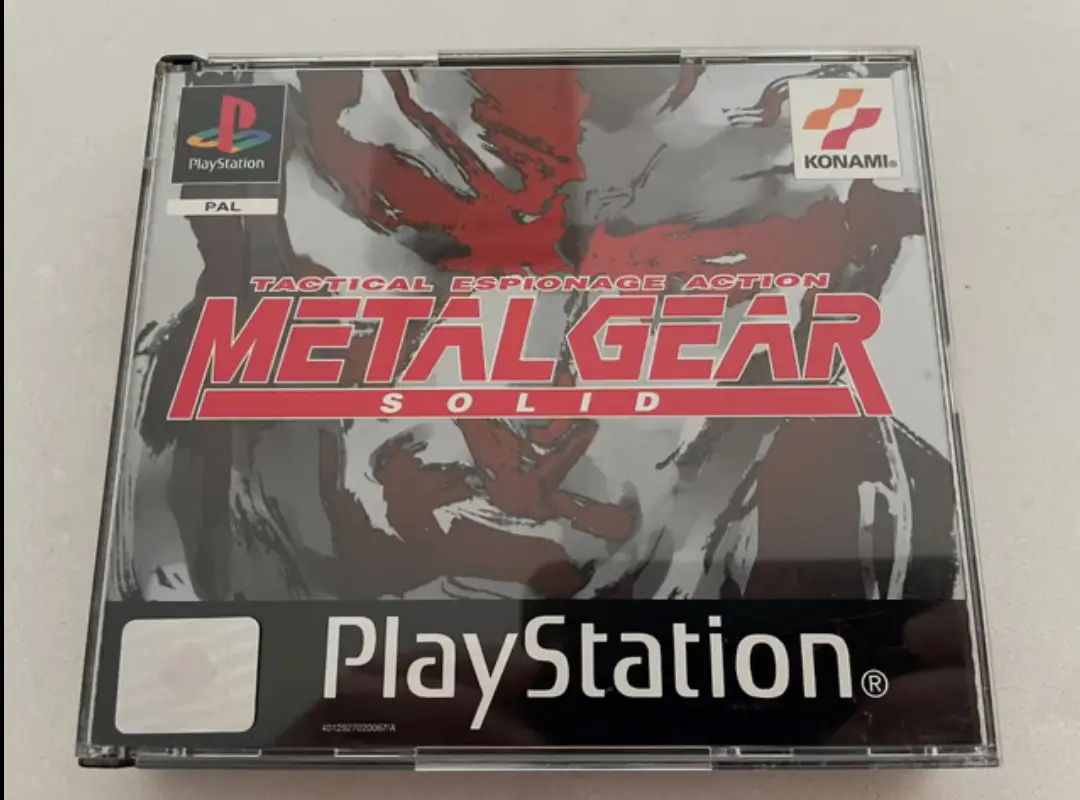 PlayStation
KONAMI®
PAL
TACTICAL ESPIONAGE ACTION
METAL GEAR
SOLID
PlayStation®